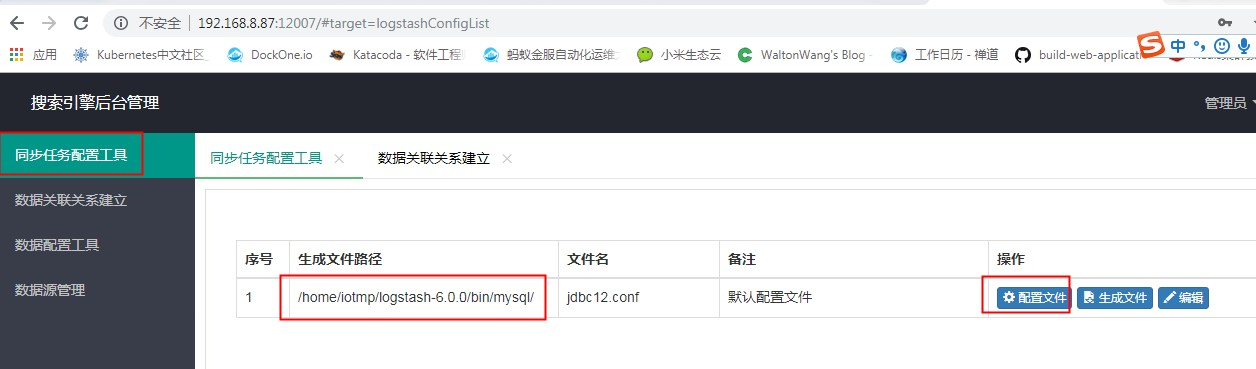 不安全 | 192.168.8.87:12007/#target=logstashConfigList
应用 Kubernetes中文社区 DockOne.io Katacoda - 软件工程 蚂蚁金服自动化运维 小米生态云 WaltonWang's Blog 工作日历 - 禅道 build-web-applicati
中
搜索引擎后台管理 管理员
同步任务配置工具 同步任务配置工具 × 数据关联关系建立 ×
数据关联关系建立
数据配置工具
数据源管理
序号 生成文件路径 文件名 备注 操作
1 /home/iotmp/logstash-6.0.0/bin/mysql/ jdbc12.conf 默认配置文件 配置文件 生成文件 编辑